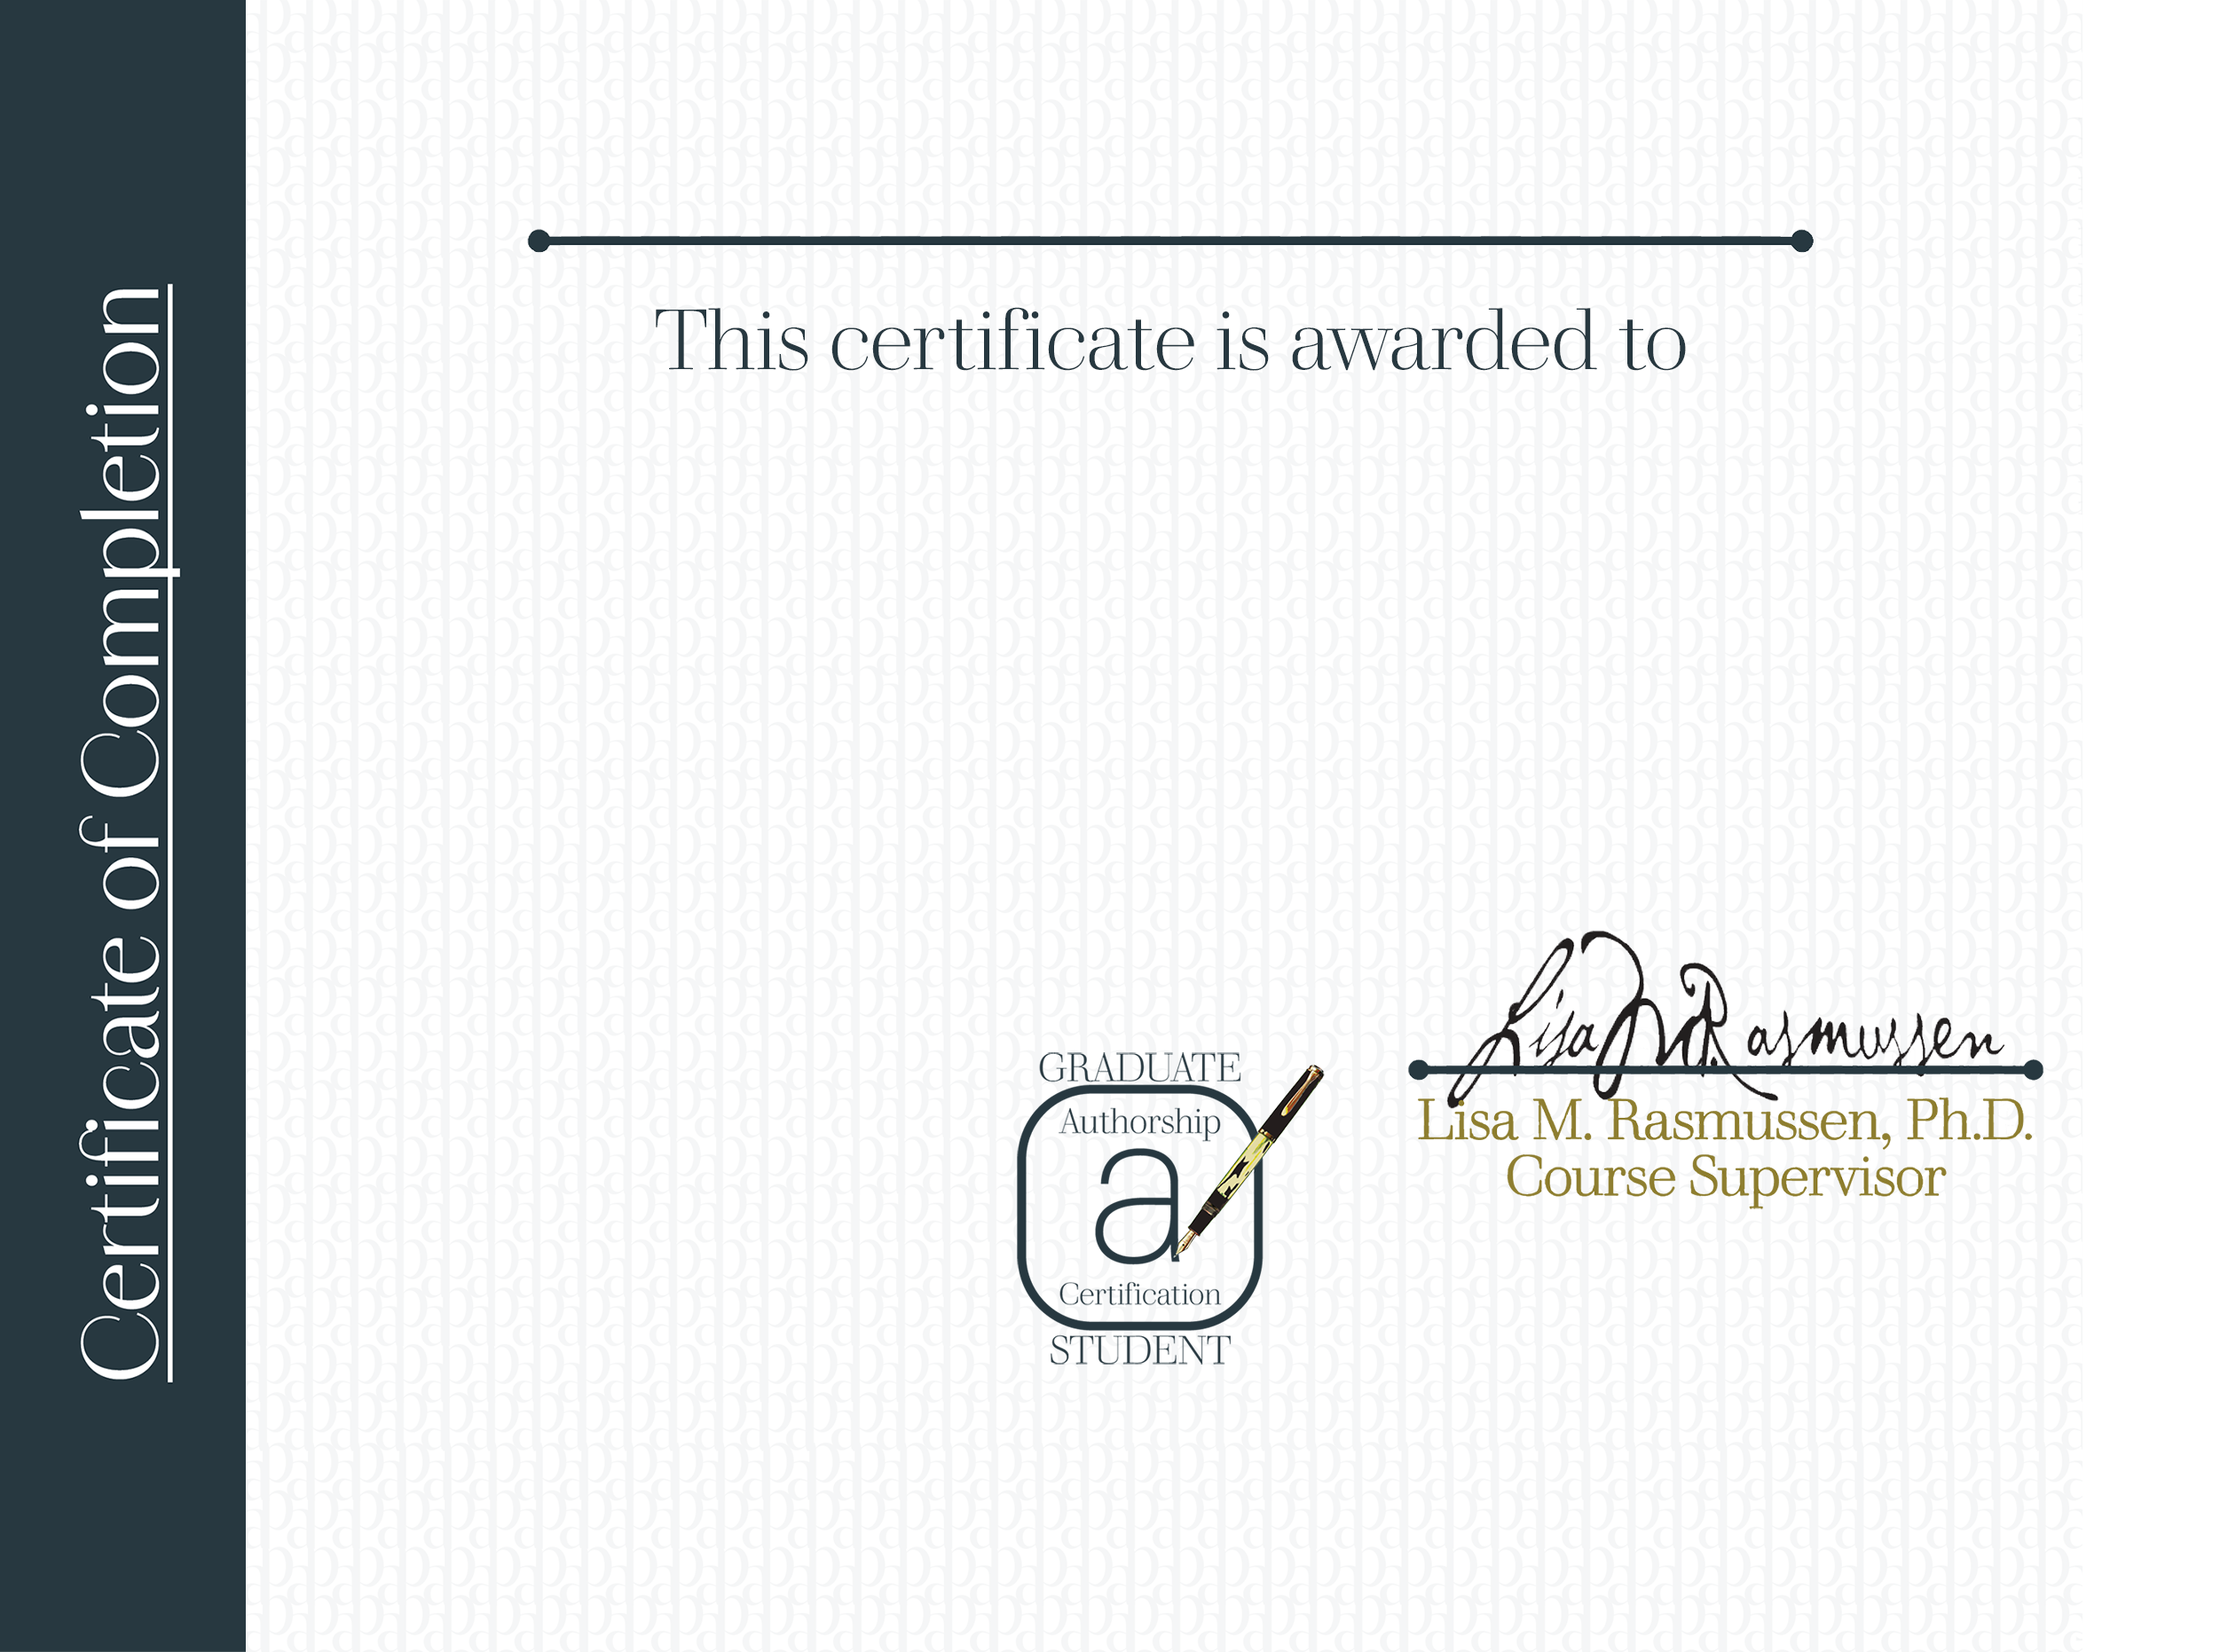 Certificate of Completion
This certificate is awarded to
Lisa M. Rasmussen
Lisa M. Rasmussen, Ph.D.
Course Supervisor
GRADUATE
Authorship
a
Certification
STUDENT